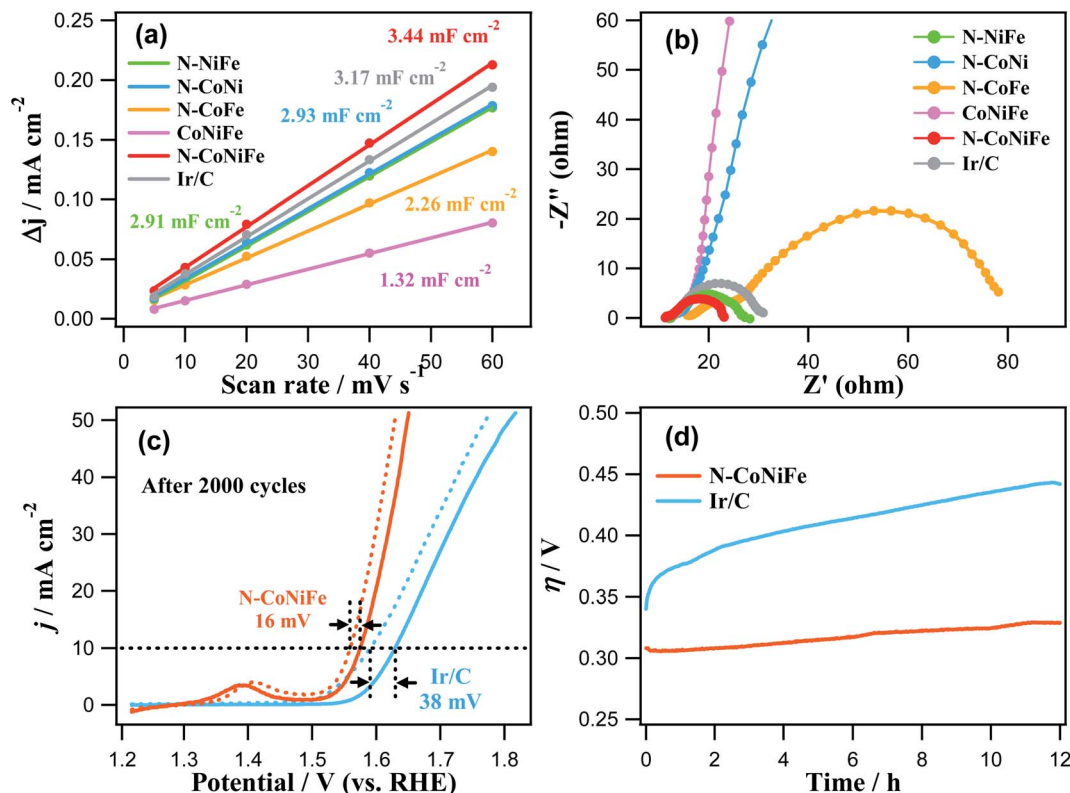 (a)
N-NiFe
N-CoNi
N-CoFe
CoNiFe
N-CoNiFe
Ir/C
3.44 mF cm⁻²
3.17 mF cm⁻²
2.93 mF cm⁻²
2.91 mF cm⁻²
2.26 mF cm⁻²
1.32 mF cm⁻²
Δj / mA cm⁻²
0.25
0.20
0.15
0.10
0.05
0.00
0 10 20 30 40 50 60
Scan rate / mV s⁻¹
(b)
N-NiFe
N-CoNi
N-CoFe
CoNiFe
N-CoNiFe
Ir/C
-Z'' (ohm)
-60
-50
40
30
20
10
0
20 40 60 80
Z' (ohm)
(c)
After 2000 cycles
N-CoNiFe
16 mV
Ir/C
38 mV
j / mA cm⁻²
50
40
30
20
10
0
1.2 1.3 1.4 1.5 1.6 1.7 1.8
Potential / V (vs. RHE)
(d)
N-CoNiFe
Ir/C
η / V
0.50
0.45
0.40
0.35
0.30
0.25
0 2 4 6 8 10 12
Time / h